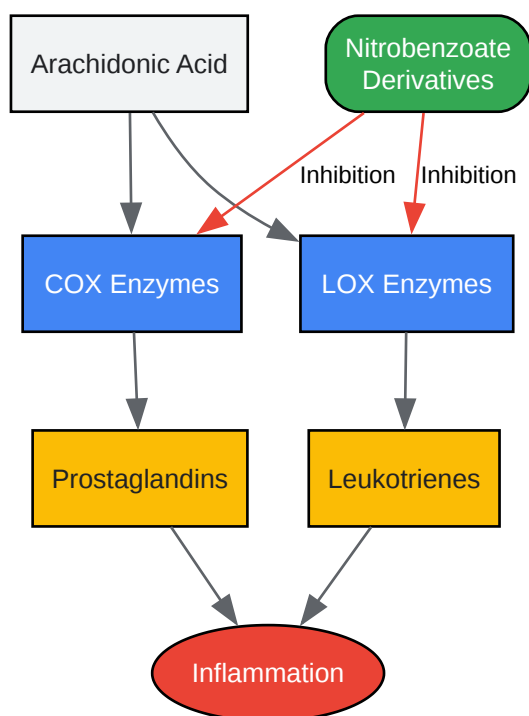 Arachidonic Acid
Nitrobenzoate
Derivatives
Inhibition
Inhibition
COX Enzymes
LOX Enzymes
Prostaglandins
Leukotrienes
Inflammation